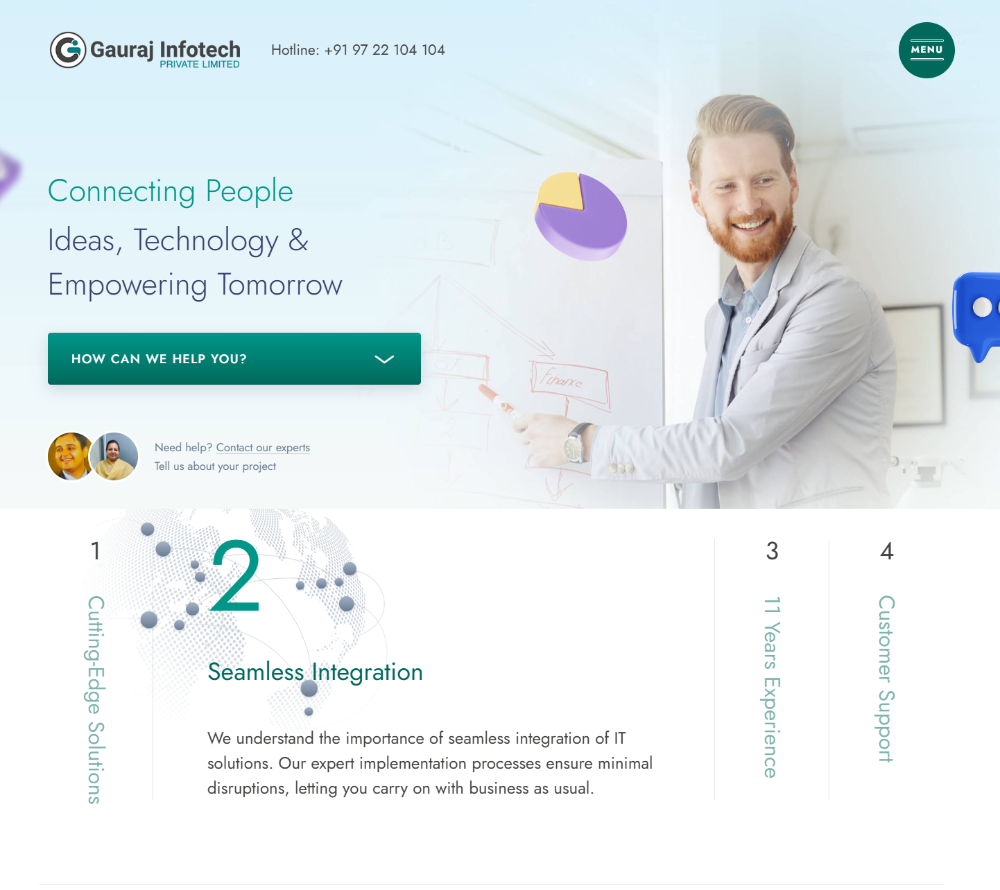 Gauraj Infotech
PRIVATE LIMITED
Hotline: +91 97 22 104 104
MENU
Connecting People
Ideas, Technology &
Empowering Tomorrow
HOW CAN WE HELP YOU?
finance
Need help? Contact our experts
Tell us about your project
1
Cutting-Edge Solutions
2
Seamless Integration
We understand the importance of seamless integration of IT
solutions. Our expert implementation processes ensure minimal
disruptions, letting you carry on with business as usual.
3
11 Years Experience
4
Customer Support